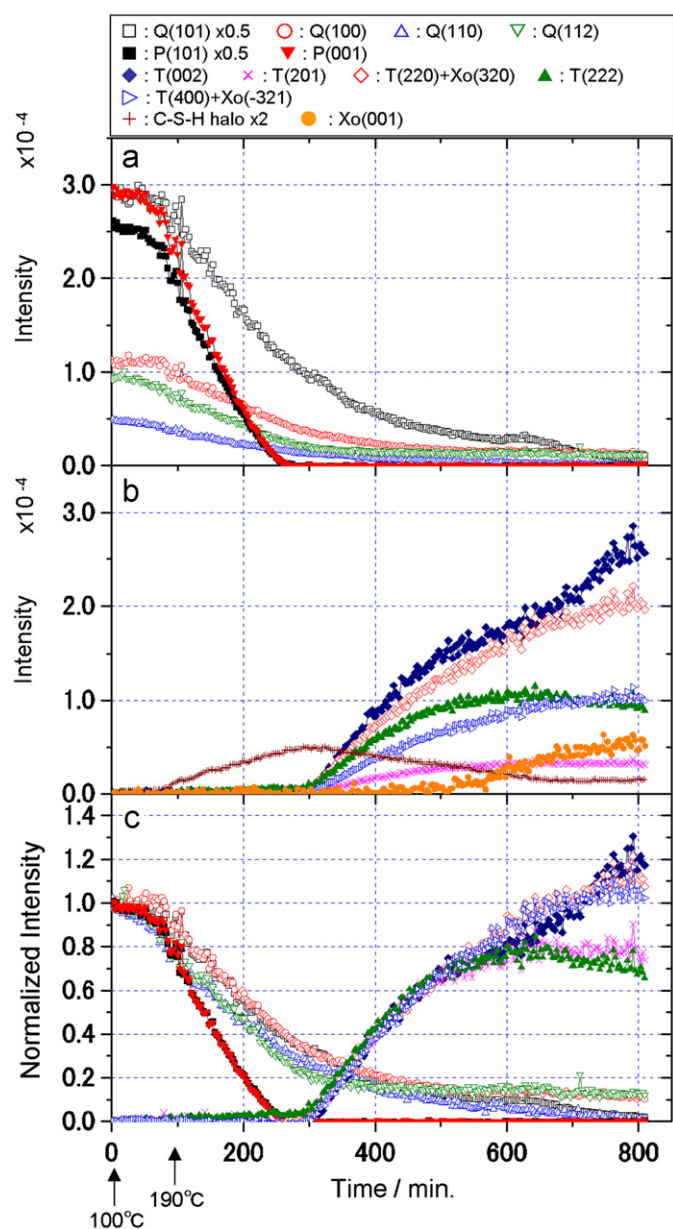 : Q(101) x0.5 : Q(100) : Q(110) : Q(112)
: P(101) x0.5 : P(001)
: T(002) : T(201) : T(220)+Xo(320) : T(222)
: T(400)+Xo(-321)
: C-S-H halo x2 : Xo(001)
x10⁻⁴
a
3.0
2.0
1.0
0.0
Intensity
x10⁻⁴
b
3.0
2.0
1.0
0.0
Intensity
c
1.4
1.2
1.0
0.8
0.6
0.4
0.2
0.0
Normalized Intensity
0 200 400 600 800
Time / min.
190℃
100℃